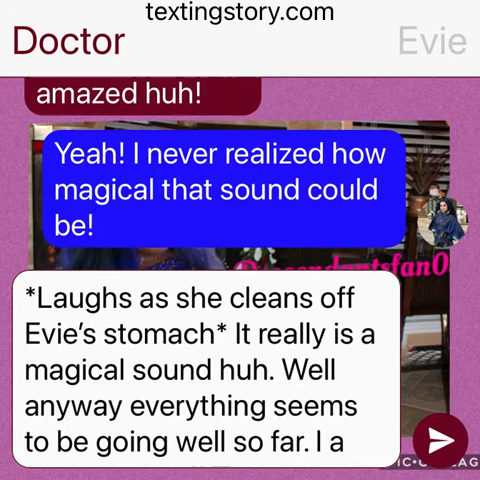 textingstory.com
Doctor
Evie
amazed huh!
Yeah! I never realized how
magical that sound could
be!
*Laughs as she cleans off
Evie's stomach* It really is a
magical sound huh. Well
anyway everything seems
to be going well so far. I a